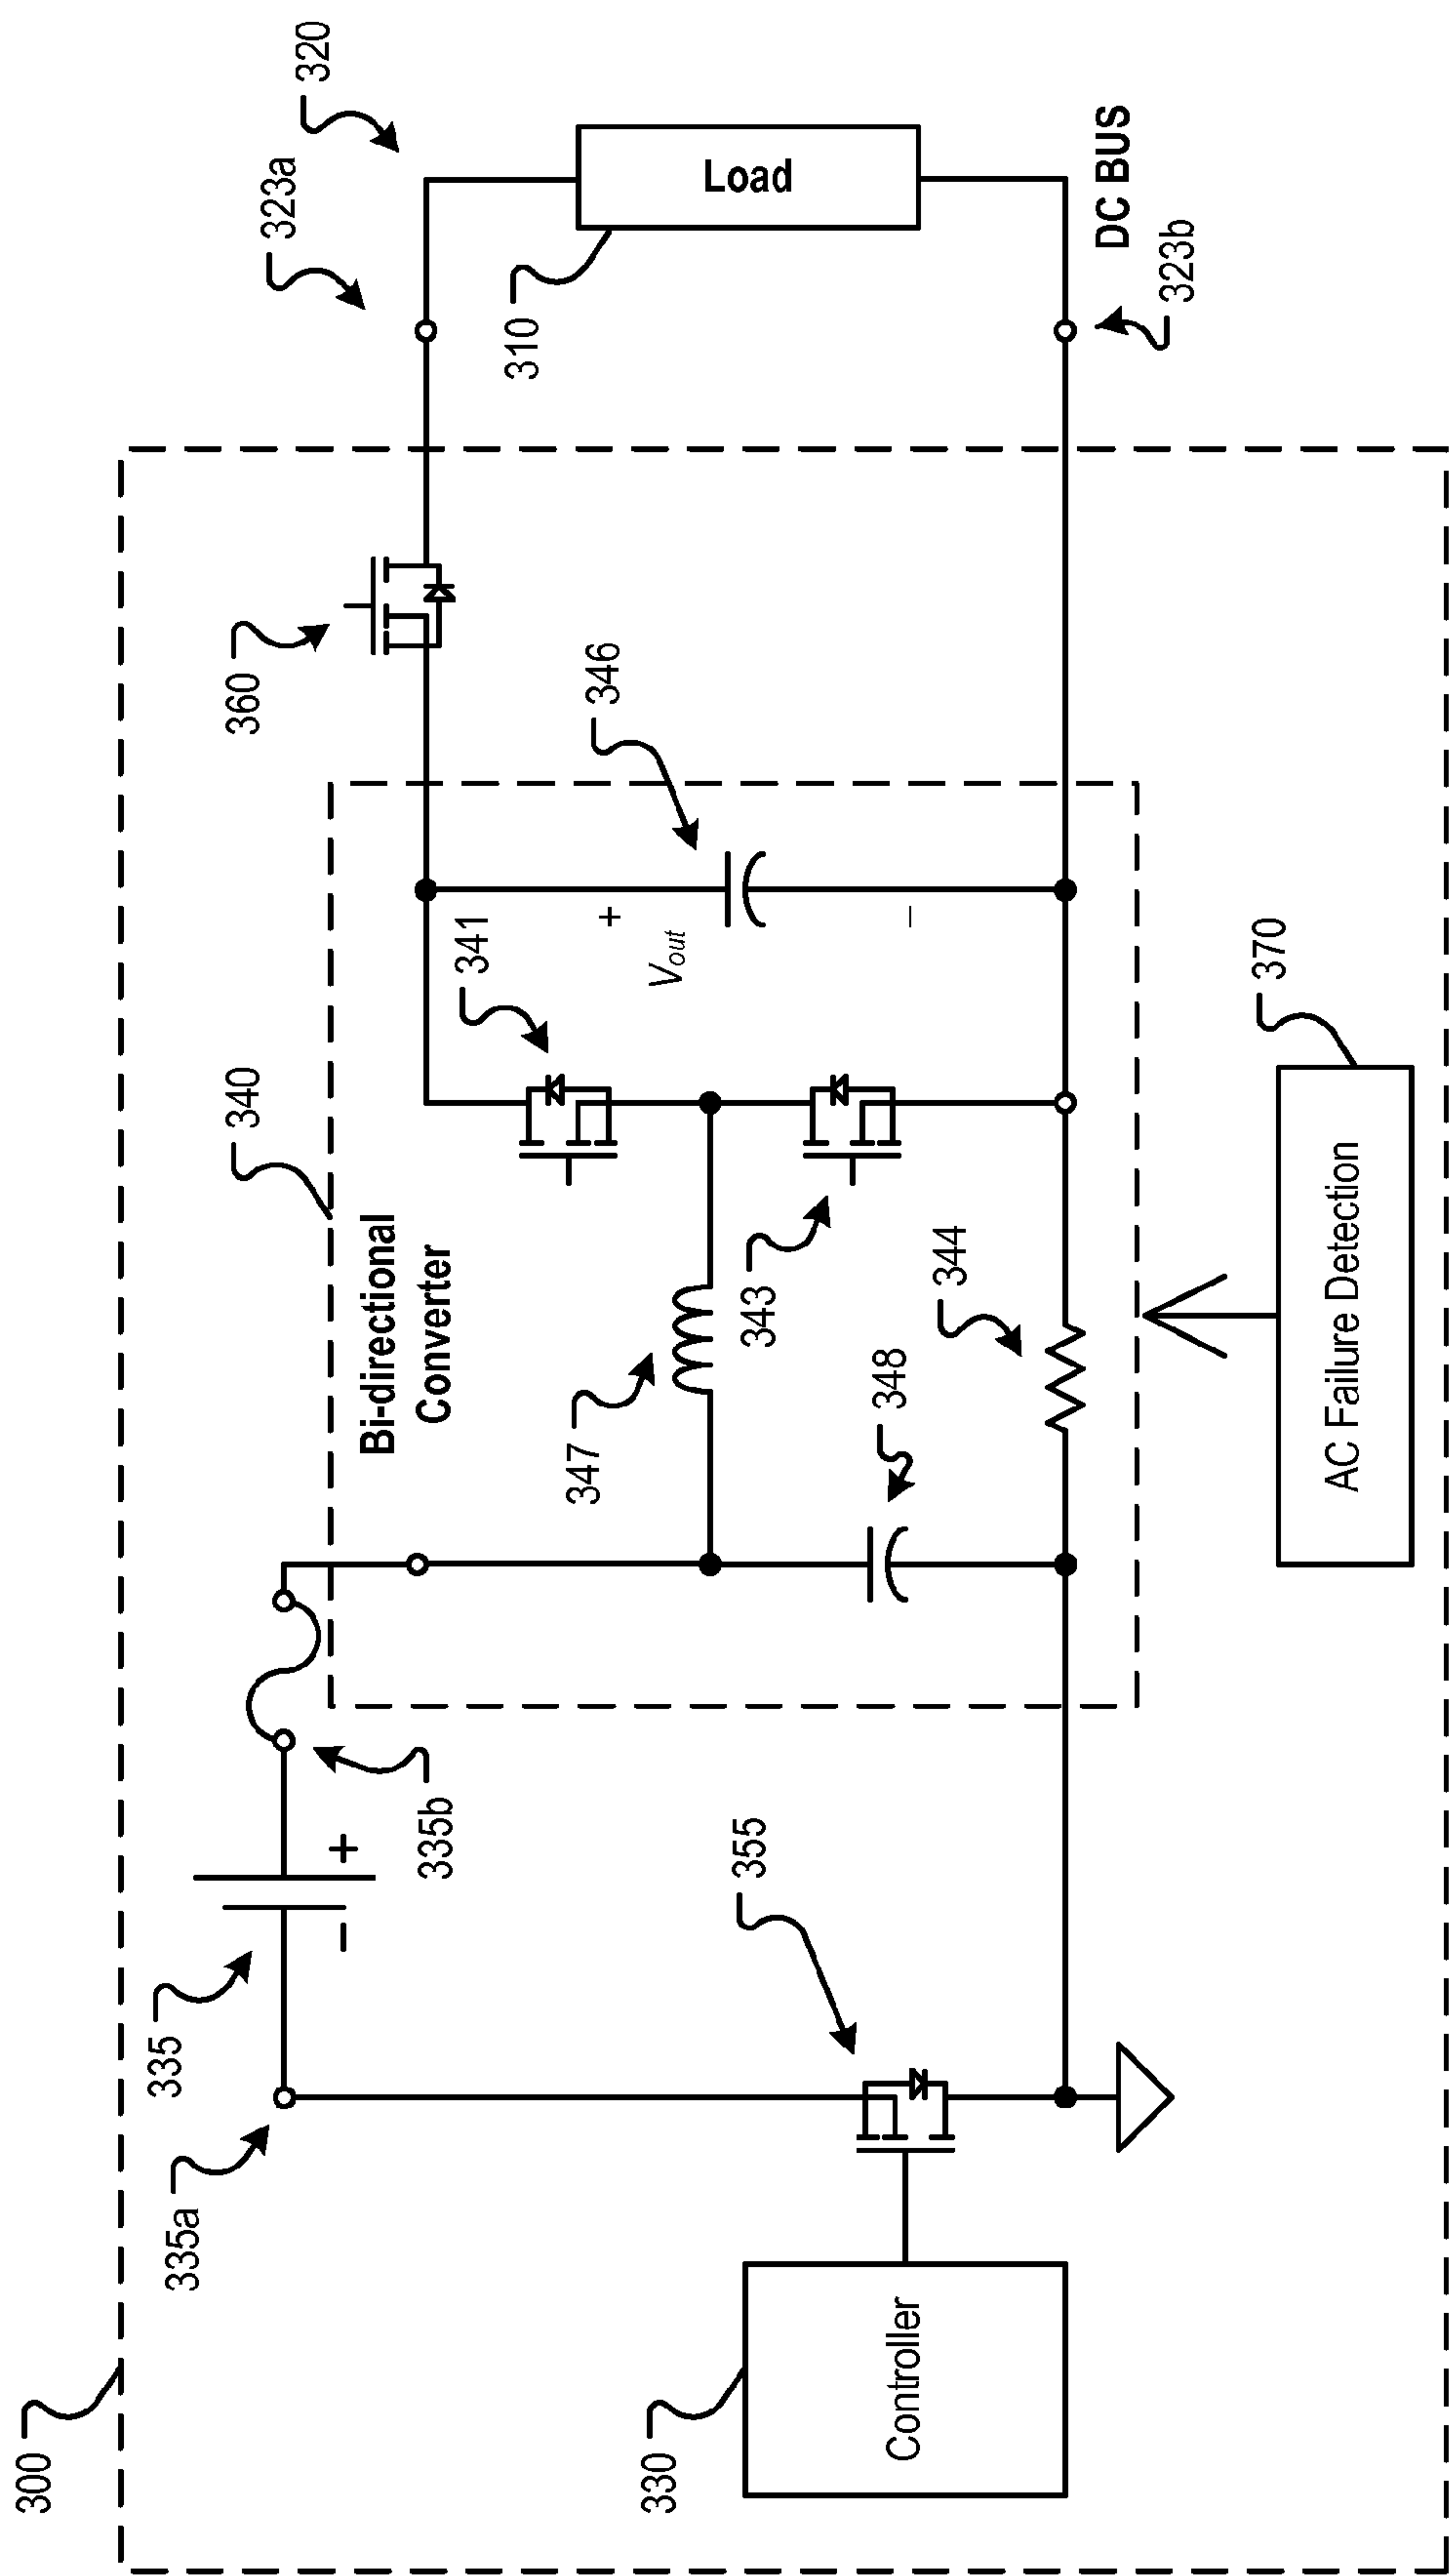 300
335
335a
335b
340
Bi-directional
Converter
347
348
341
343
344
+
Vout
−
346
360
323a
320
310
Load
DC BUS
323b
−
+
355
330
Controller
AC Failure Detection
370